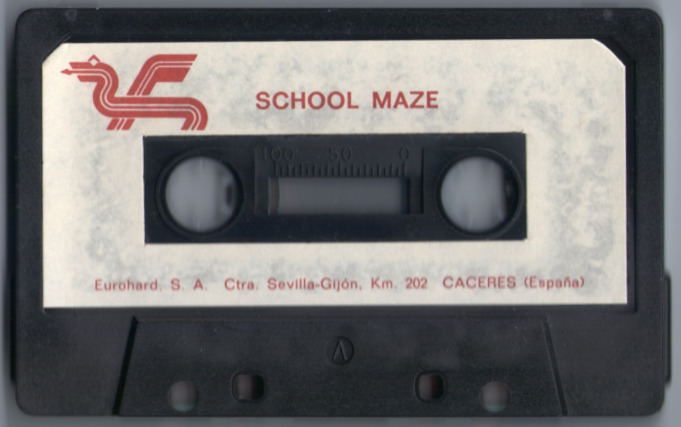 SCHOOL MAZE
100 50 0
Eurohard, S. A. Ctra. Sevilla-Gijón, Km. 202 CACERES (España)